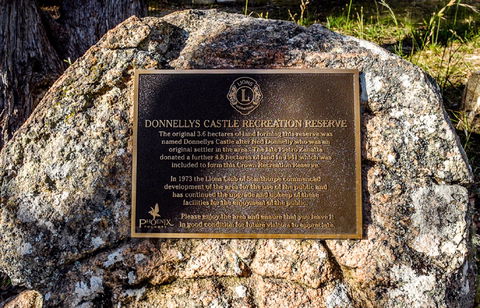 LIONS
L
DONNELLYS CASTLE RECREATION RESERVE
The original 3.6 hectares of land forming this reserve was
named Donnellys Castle after Ned Donnelly who was an
original settler in the area. The late Pietro Zanatta
donated a further 4.8 hectares of land in 1941 which was
included to form this Crown Recreation Reserve.
In 1973 the Lions Club of Stanthorpe commenced
development of the area for the use of the public and
has continued the upgrade and upkeep of these
facilities for the enjoyment of the public.
Please enjoy the area and ensure that you leave it
in good condition for future visitors to appreciate.
PHOENIX